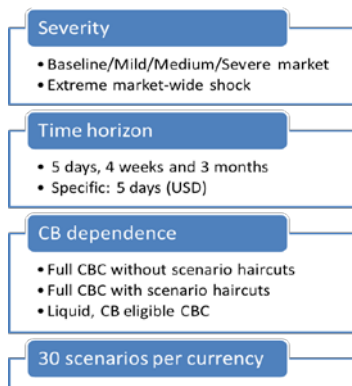 Severity
• Baseline/Mild/Medium/Severe market
• Extreme market-wide shock
Time horizon
• 5 days, 4 weeks and 3 months
• Specific: 5 days (USD)
CB dependence
• Full CBC without scenario haircuts
• Full CBC with scenario haircuts
• Liquid, CB eligible CBC
30 scenarios per currency